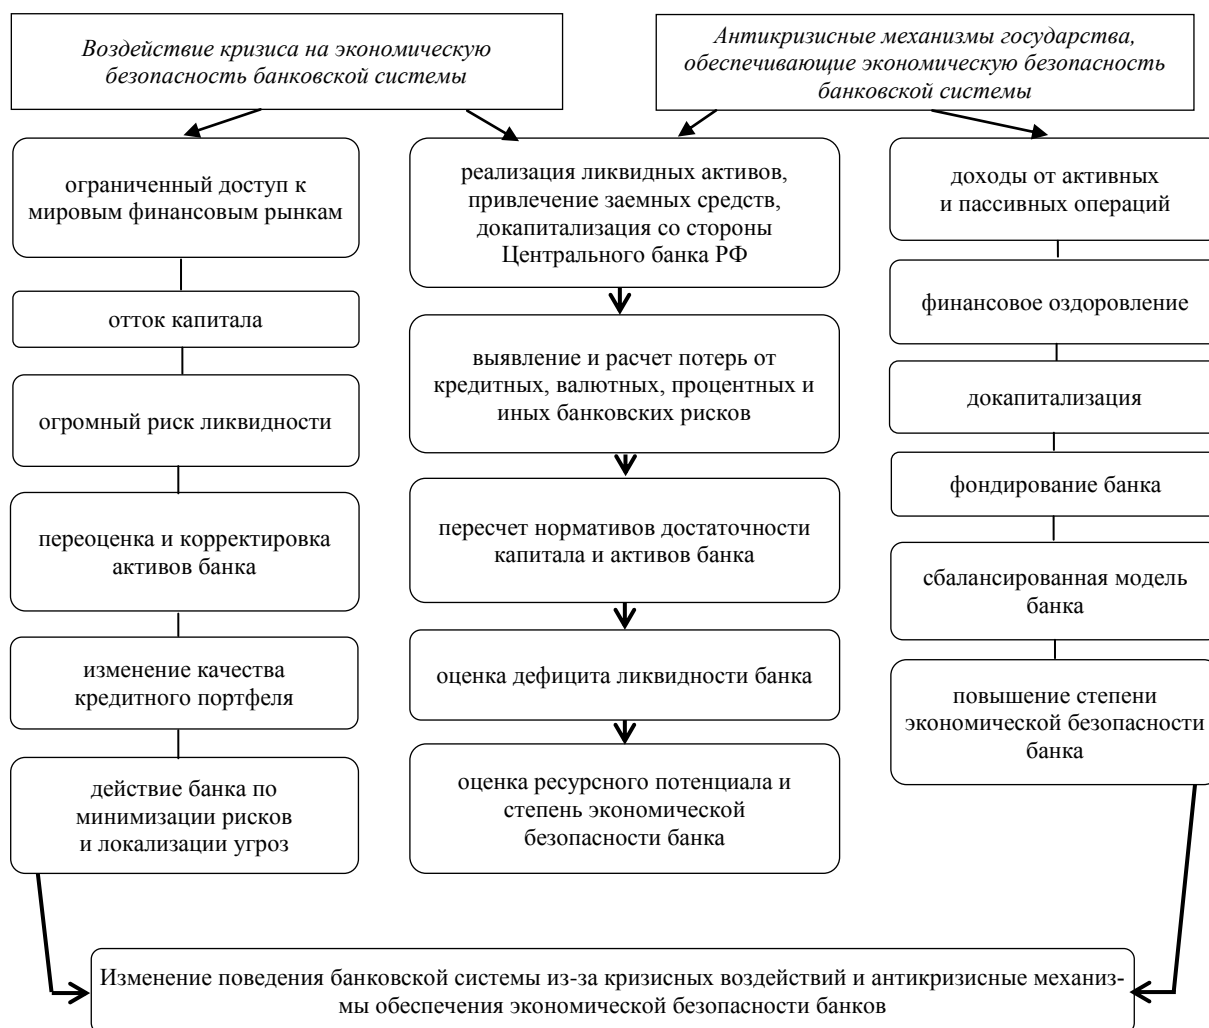 Воздействие кризиса на экономическую
безопасность банковской системы
Антикризисные механизмы государства,
обеспечивающие экономическую безопасность
банковской системы
ограниченный доступ к
мировым финансовым рынкам
отток капитала
огромный риск ликвидности
переоценка и корректировка
активов банка
изменение качества
кредитного портфеля
действие банка по
минимизации рисков
и локализации угроз
реализация ликвидных активов,
привлечение заемных средств,
докапитализация со стороны
Центрального банка РФ
выявление и расчет потерь от
кредитных, валютных, процентных и
иных банковских рисков
пересчет нормативов достаточности
капитала и активов банка
оценка дефицита ликвидности банка
оценка ресурсного потенциала и
степень экономической
безопасности банка
доходы от активных
и пассивных операций
финансовое оздоровление
докапитализация
фондирование банка
сбалансированная модель
банка
повышение степени
экономической безопасности
банка
Изменение поведения банковской системы из-за кризисных воздействий и антикризисные механиз-
мы обеспечения экономической безопасности банков